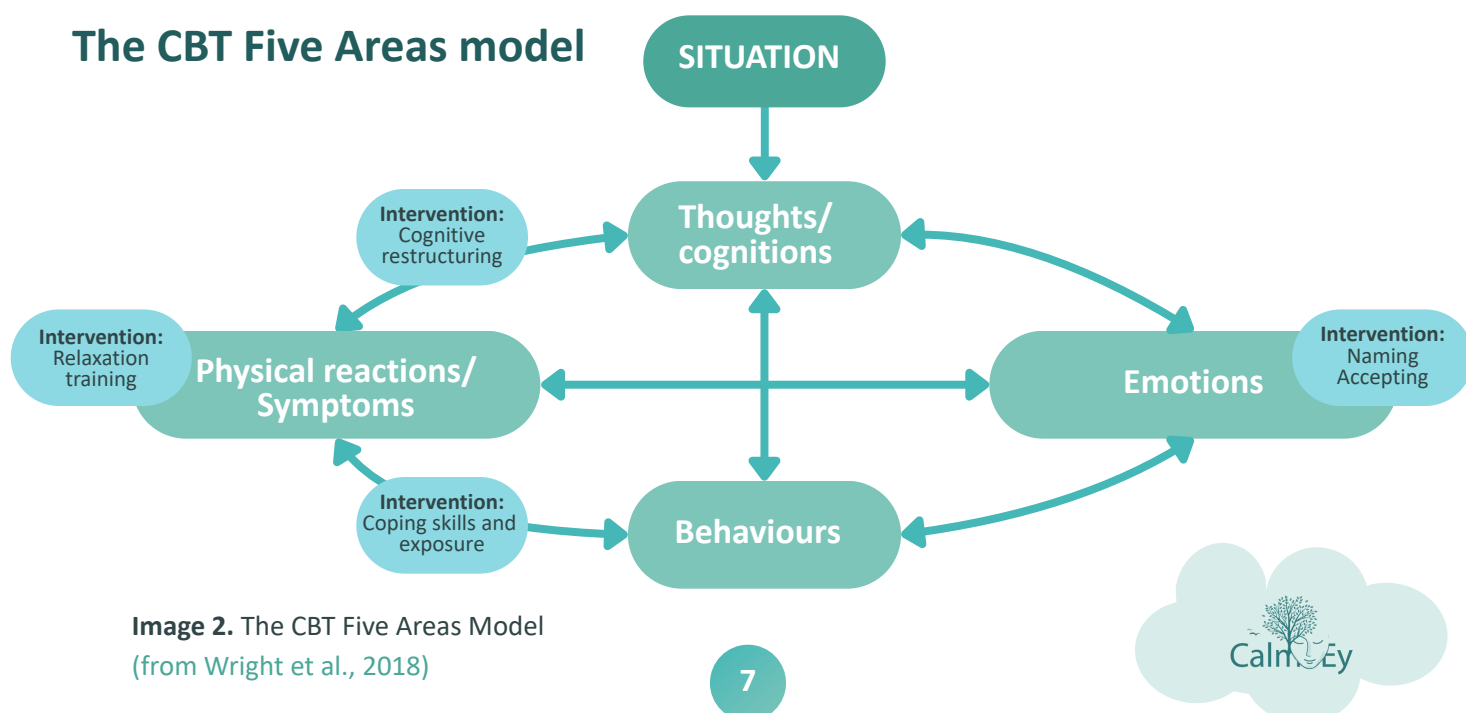 The CBT Five Areas model
SITUATION
Intervention:
Cognitive
restructuring
Thoughts/
cognitions
Intervention:
Relaxation
training
Physical reactions/
Symptoms
Emotions
Intervention:
Naming
Accepting
Intervention:
Coping skills and
exposure
Behaviours
Image 2. The CBT Five Areas Model
(from Wright et al., 2018)
7
Calm Ey